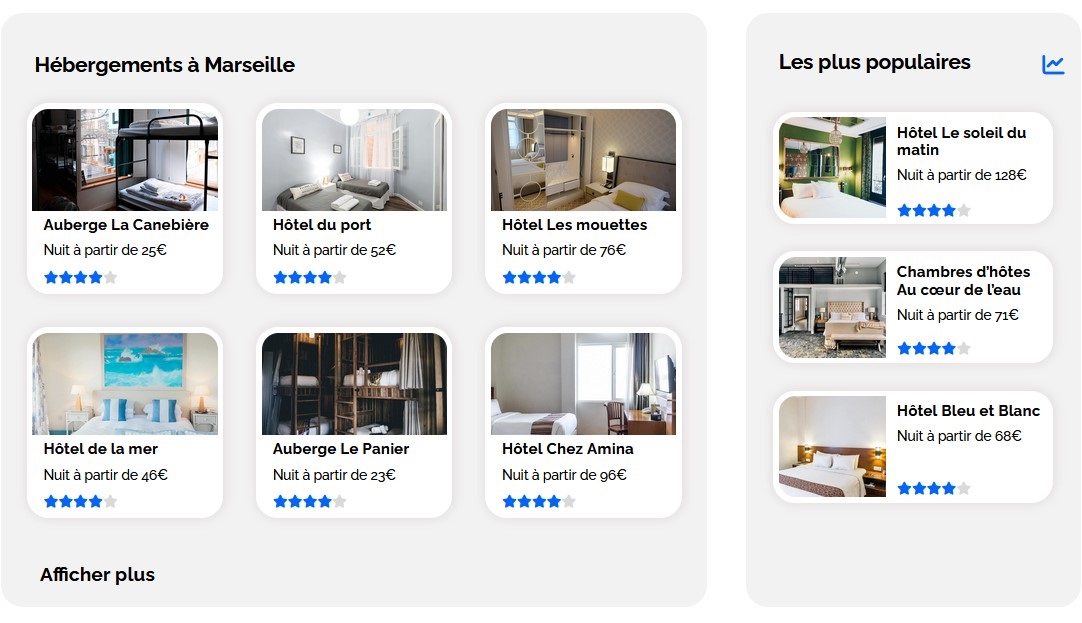 Hébergements à Marseille
Auberge La Canebière
Nuit à partir de 25€
Hôtel du port
Nuit à partir de 52€
Hôtel Les mouettes
Nuit à partir de 76€
Hôtel de la mer
Nuit à partir de 46€
Auberge Le Panier
Nuit à partir de 23€
Hôtel Chez Amina
Nuit à partir de 96€
Afficher plus
Les plus populaires
Hôtel Le soleil du
matin
Nuit à partir de 128€
Chambres d’hôtes
Au cœur de l’eau
Nuit à partir de 71€
Hôtel Bleu et Blanc
Nuit à partir de 68€